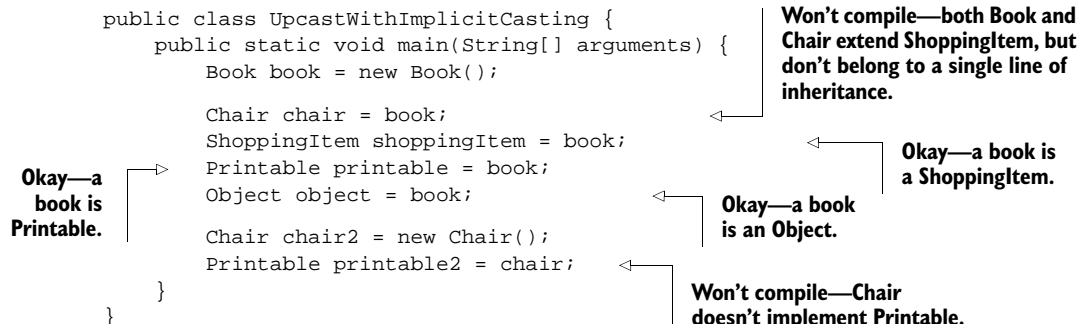 public class UpcastWithImplicitCasting {
public static void main(String[] arguments) {
Book book = new Book();
Chair chair = book;
ShoppingItem shoppingItem = book;
Printable printable = book;
Object object = book;
Chair chair2 = new Chair();
Printable printable2 = chair;
}
}
Won't compile—both Book and
Chair extend ShoppingItem, but
don't belong to a single line of
inheritance.
Okay—a book is
a ShoppingItem.
Okay—a
book is
Printable.
Okay—a book
is an Object.
Won't compile—Chair
doesn't implement Printable.